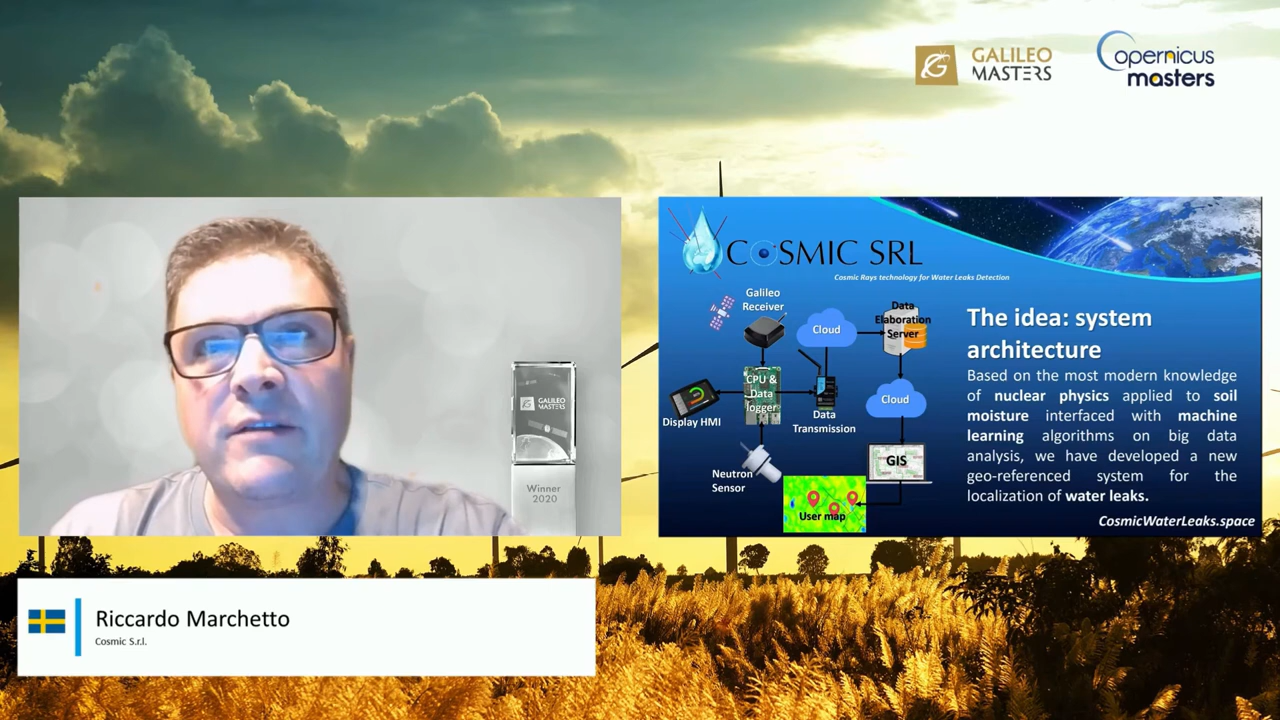 GALILEO
MASTERS
Copernicus
masters
GALILEO
MASTERS
Winner
2020
Riccardo Marchetto
Cosmic S.r.l.
COSMIC SRL
Cosmic Rays technology for Water Leaks Detection
Galileo
Receiver
Cloud
Data
Elaboration
Server
CPU &
Data
logger
Display HMI
Data
Transmission
Cloud
Neutron
Sensor
GIS
User map
The idea: system
architecture
Based on the most modern knowledge
of nuclear physics applied to soil
moisture interfaced with machine
learning algorithms on big data
analysis, we have developed a new
geo-referenced system for the
localization of water leaks.
CosmicWaterLeaks.space